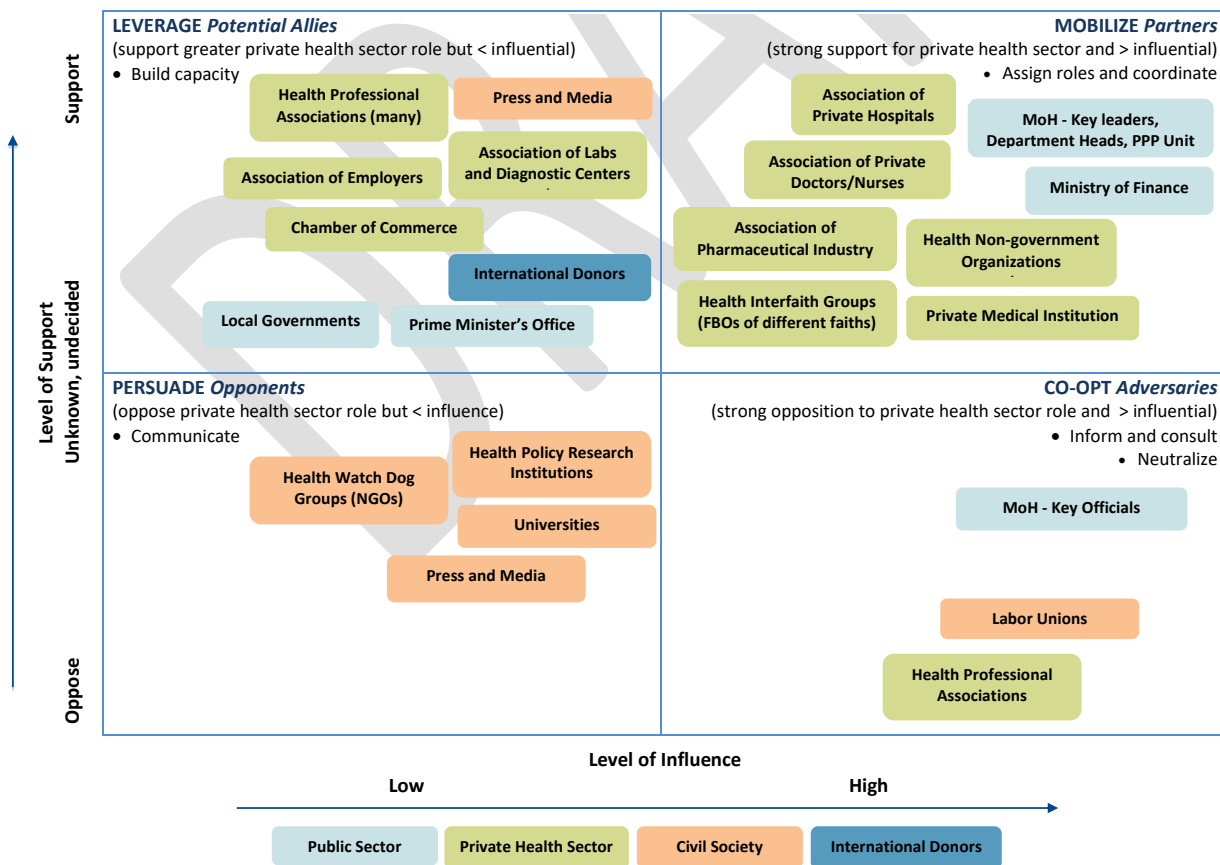 LEVERAGE Potential Allies
(support greater private health sector role but < influential)
• Build capacity
Health Professional
Associations (many)
Press and Media
Association of Labs
and Diagnostic Centers
Association of Employers
Chamber of Commerce
International Donors
Local Governments
Prime Minister’s Office
MOBILIZE Partners
(strong support for private health sector and > influential)
• Assign roles and coordinate
Association of
Private Hospitals
MoH - Key leaders,
Department Heads, PPP Unit
Association of Private
Doctors/Nurses
Ministry of Finance
Association of
Pharmaceutical Industry
Health Non-government
Organizations
Health Interfaith Groups
(FBOs of different faiths)
Private Medical Institution
PERSUADE Opponents
(oppose private health sector role but < influence)
• Communicate
Health Policy Research
Institutions
Health Watch Dog
Groups (NGOs)
Universities
Press and Media
CO-OPT Adversaries
(strong opposition to private health sector role and > influential)
• Inform and consult
• Neutralize
MoH - Key Officials
Labor Unions
Health Professional
Associations
Support
Level of Support
Unknown, undecided
Oppose
Level of Influence
Low
High
Public Sector
Private Health Sector
Civil Society
International Donors